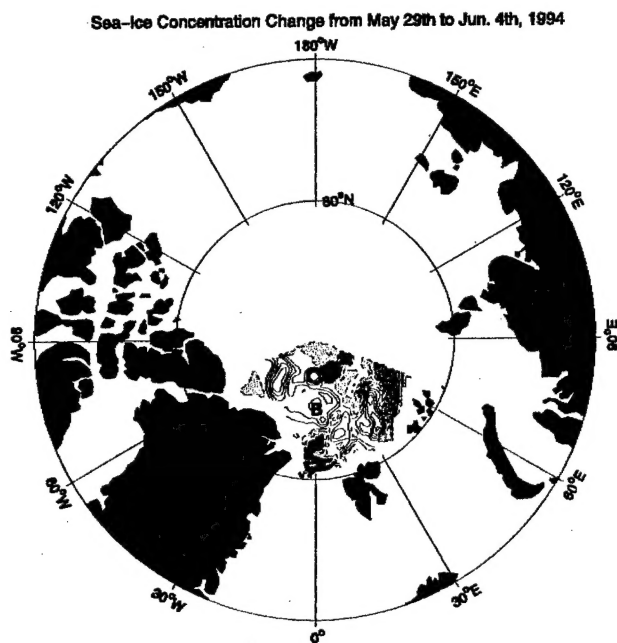 Sea-Ice Concentration Change from May 29th to Jun. 4th, 1994
180°W
150°W
150°E
120°W
120°E
80°N
90°W
90°E
B
60°W
60°E
30°W
30°E
0°